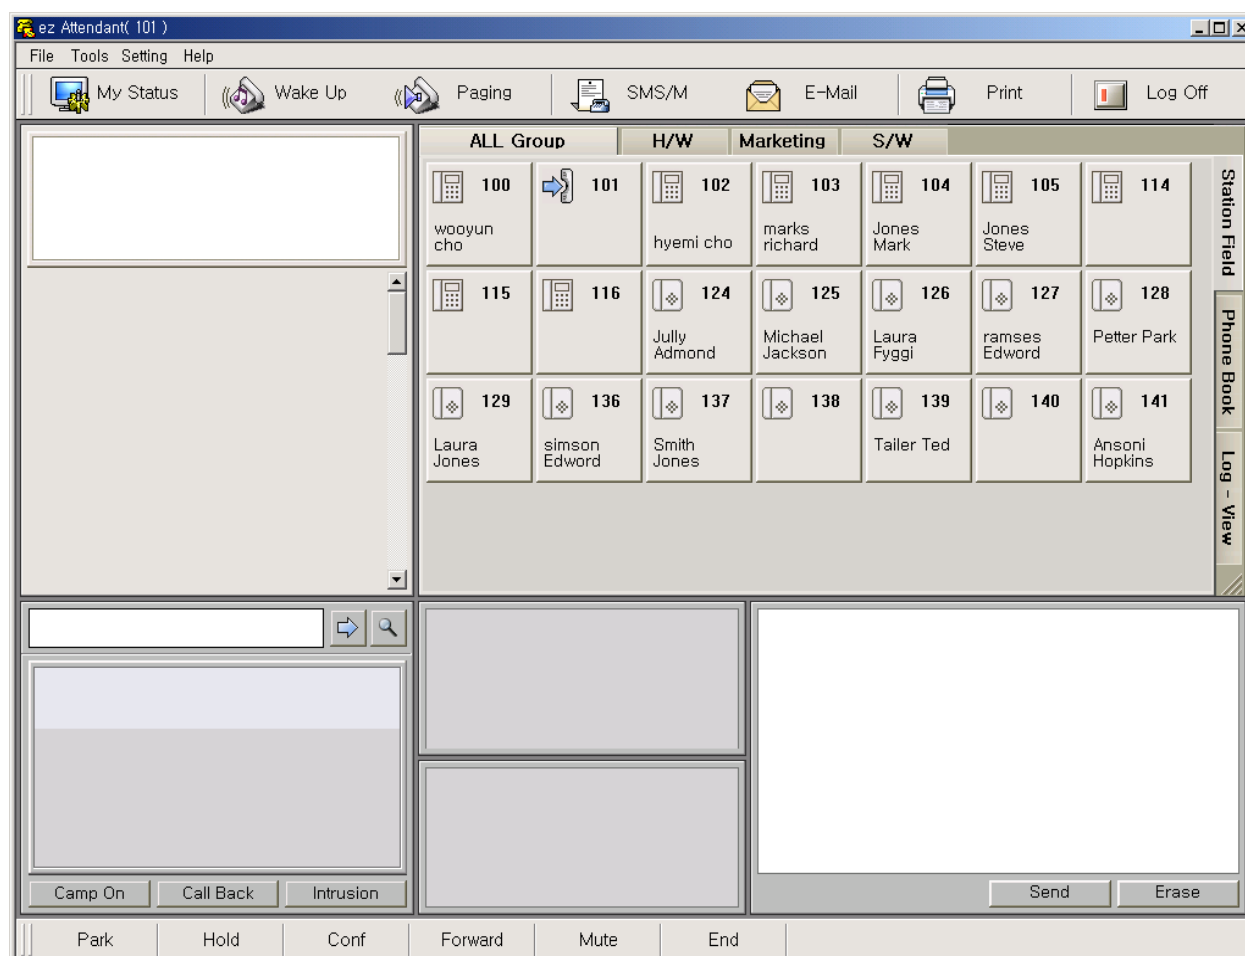 ez Attendant( 101 )
File Tools Setting Help
My Status Wake Up Paging SMS/M E-Mail Print Log Off
ALL Group H/W Marketing S/W
100 101 102 103 104 105 114
wooyun cho
hyemi cho
marks richard
Jones Mark
Jones Steve
115 116 124 125 126 127 128
Jully Admond
Michael Jackson
Laura Fyggi
ramses Edword
Petter Park
129 136 137 138 139 140 141
Laura Jones
simson Edword
Smith Jones
Tailer Ted
Ansoni Hopkins
Station Field
Phone Book
Log - View
Camp On Call Back Intrusion
Send Erase
Park Hold Conf Forward Mute End